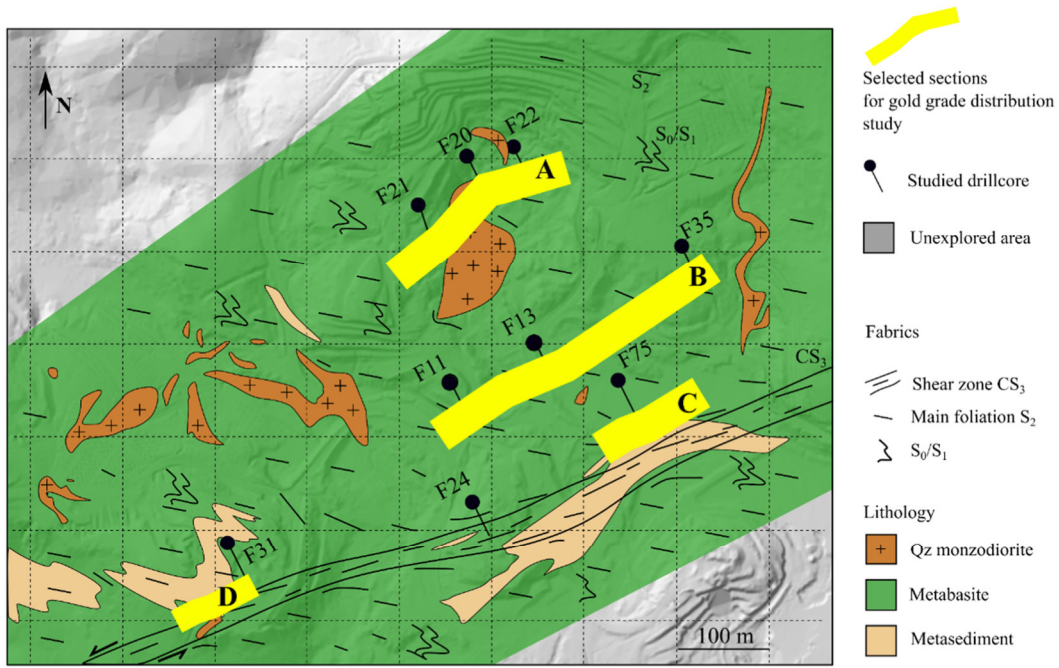 N
S₂
S₀/S₁
F20
F22
A
F21
F35
B
F13
F75
CS₃
F11
C
F24
F31
D
100 m
Selected sections
for gold grade distribution
study
Studied drillcore
Unexplored area
Fabrics
Shear zone CS₃
Main foliation S₂
S₀/S₁
Lithology
+ Qz monzodiorite
Metabasite
Metasediment